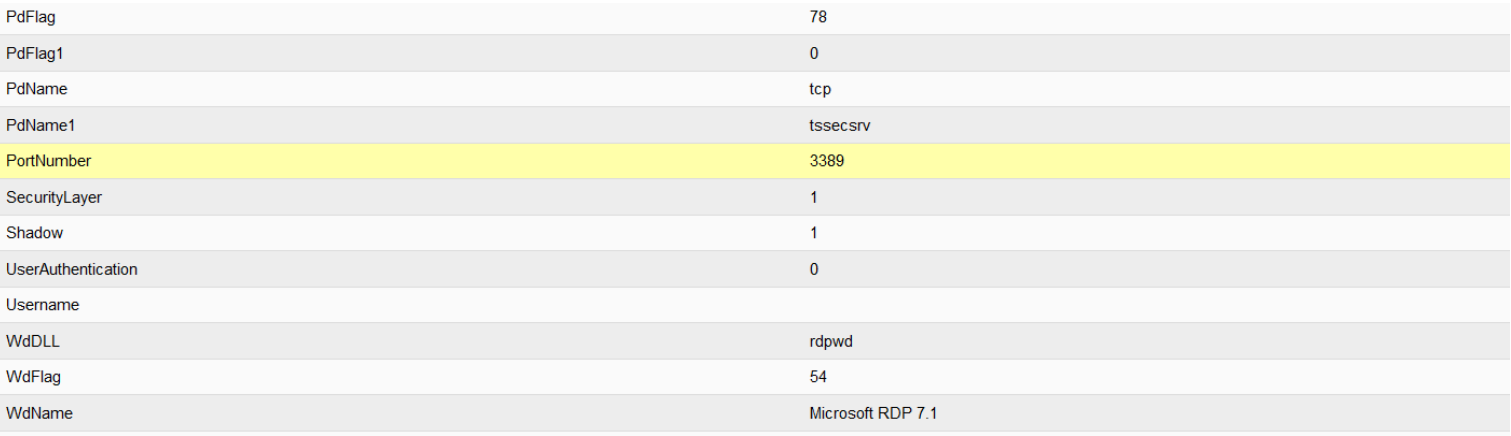 PdFlag 78
PdFlag1 0
PdName tcp
PdName1 tssecsrv
PortNumber 3389
SecurityLayer 1
Shadow 1
UserAuthentication 0
Username
WdDLL rdpwd
WdFlag 54
WdName Microsoft RDP 7.1